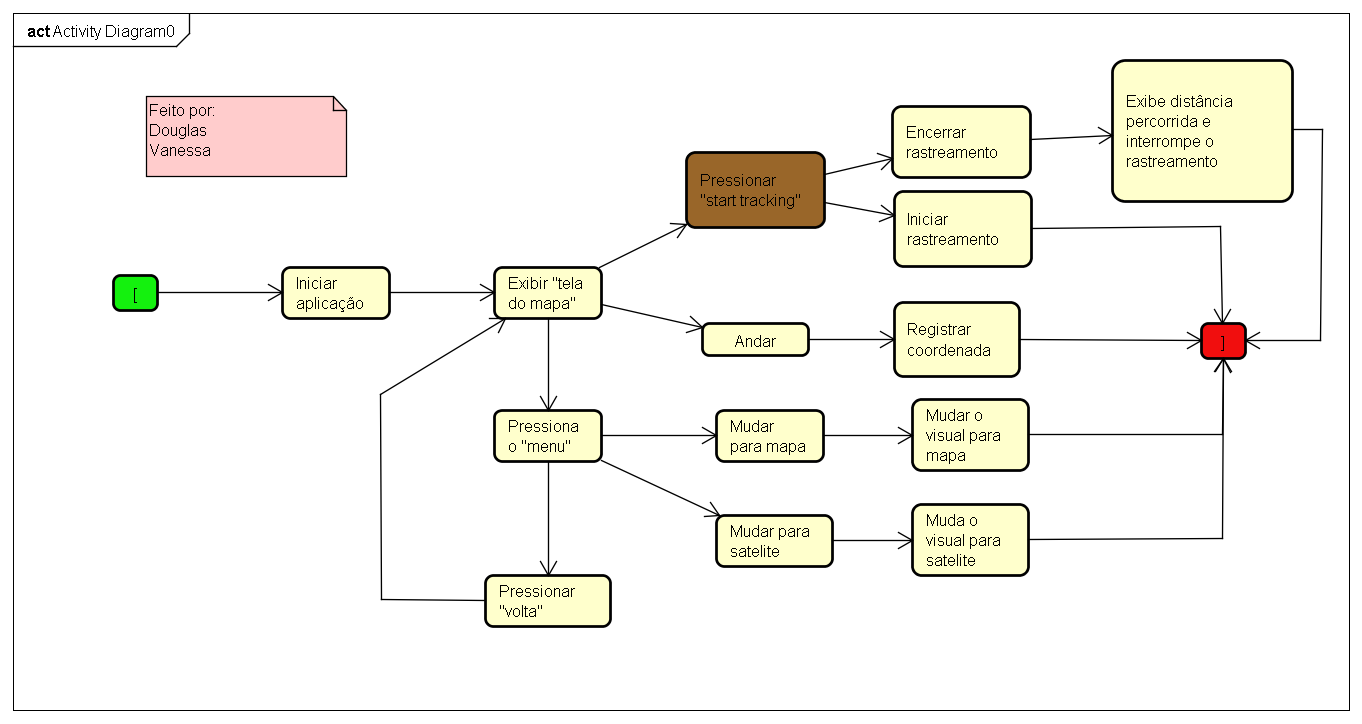 act Activity Diagram0
Feito por:
Douglas
Vanessa
[
Iniciar
aplicação
Exibir "tela
do mapa"
Pressionar
"start tracking"
Encerrar
rastreamento
Exibe distância
percorrida e
interrompe o
rastreamento
Iniciar
rastreamento
Andar
Registrar
coordenada
]
Pressiona
o "menu"
Mudar
para mapa
Mudar o
visual para
mapa
Mudar para
satelite
Muda o
visual para
satelite
Pressionar
"volta"